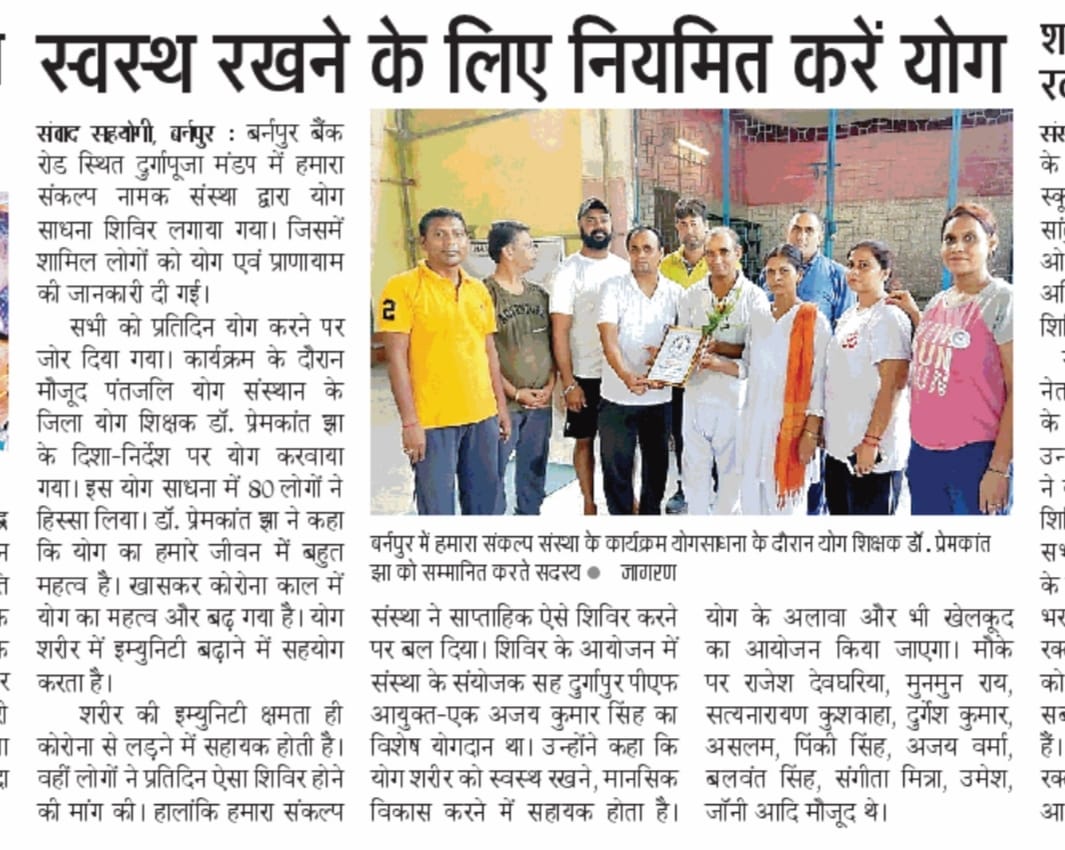 स्वस्थ रखने के लिए नियमित करें योग
संवाद सहयोगी, बर्नपुर : बर्नपुर बैंक
रोड स्थित दुर्गापूजा मंडप में हमारा
संकल्प नामक संस्था द्वारा योग
साधना शिविर लगाया गया। जिसमें
शामिल लोगों को योग एवं प्राणायाम
की जानकारी दी गई।
सभी को प्रतिदिन योग करने पर
जोर दिया गया। कार्यक्रम के दौरान
मौजूद पंतजलि योग संस्थान के
जिला योग शिक्षक डॉ. प्रेमकांत झा
के दिशा-निर्देश पर योग करवाया
गया। इस योग साधना में 80 लोगों ने
हिस्सा लिया। डॉ. प्रेमकांत झा ने कहा
कि योग का हमारे जीवन में बहुत
महत्व है। खासकर कोरोना काल में
योग का महत्व और बढ़ गया है। योग
शरीर में इम्युनिटी बढ़ाने में सहयोग
करता है।
शरीर की इम्युनिटी क्षमता ही
कोरोना से लड़ने में सहायक होती है।
वहीं लोगों ने प्रतिदिन ऐसा शिविर होने
की मांग की। हालांकि हमारा संकल्प
बर्नपुर में हमारा संकल्प संस्था के कार्यक्रम योगसाधना के दौरान योग शिक्षक डॉ. प्रेमकांत
झा को सम्मानित करते सदस्य ● जागरण
संस्था ने साप्ताहिक ऐसे शिविर करने
पर बल दिया। शिविर के आयोजन में
संस्था के संयोजक सह दुर्गापुर पीएफ
आयुक्त-एक अजय कुमार सिंह का
विशेष योगदान था। उन्होंने कहा कि
योग शरीर को स्वस्थ रखने, मानसिक
विकास करने में सहायक होता है।
योग के अलावा और भी खेलकूद
का आयोजन किया जाएगा। मौके
पर राजेश देवघरिया, मुनमुन राय,
सत्यनारायण कुशवाहा, दुर्गेश कुमार,
असलम, पिंकी सिंह, अजय वर्मा,
बलवंत सिंह, संगीता मित्रा, उमेश,
जॉनी आदि मौजूद थे।
2
RUN
UN